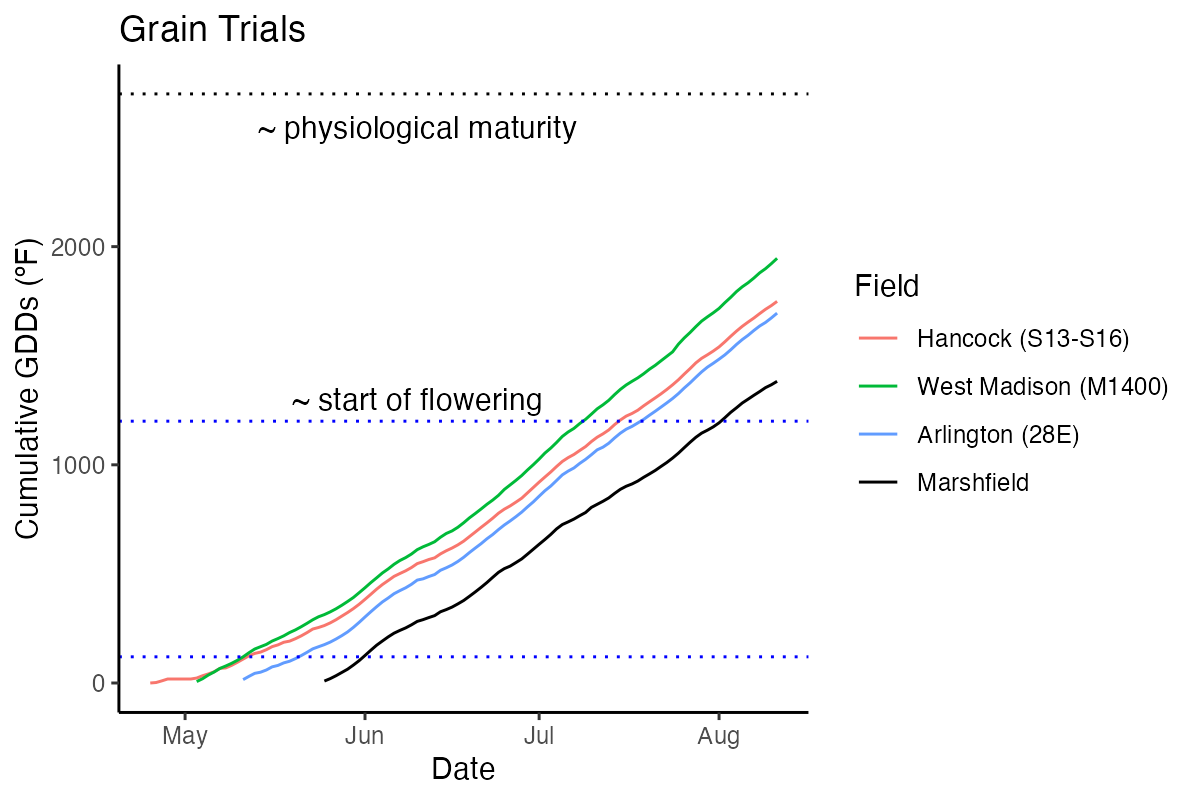 Grain Trials
~ physiological maturity
~ start of flowering
Cumulative GDDs (°F)
2000
1000
0
May
Jun
Jul
Aug
Date
Field
Hancock (S13-S16)
West Madison (M1400)
Arlington (28E)
Marshfield